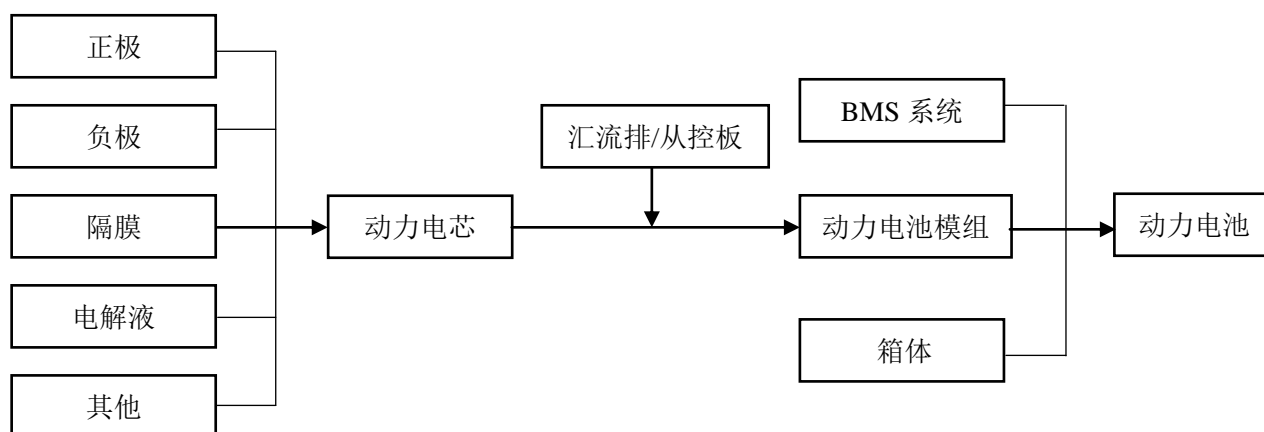 正极
负极
隔膜
电解液
其他
动力电芯
汇流排/从控板
BMS 系统
动力电池模组
箱体
动力电池